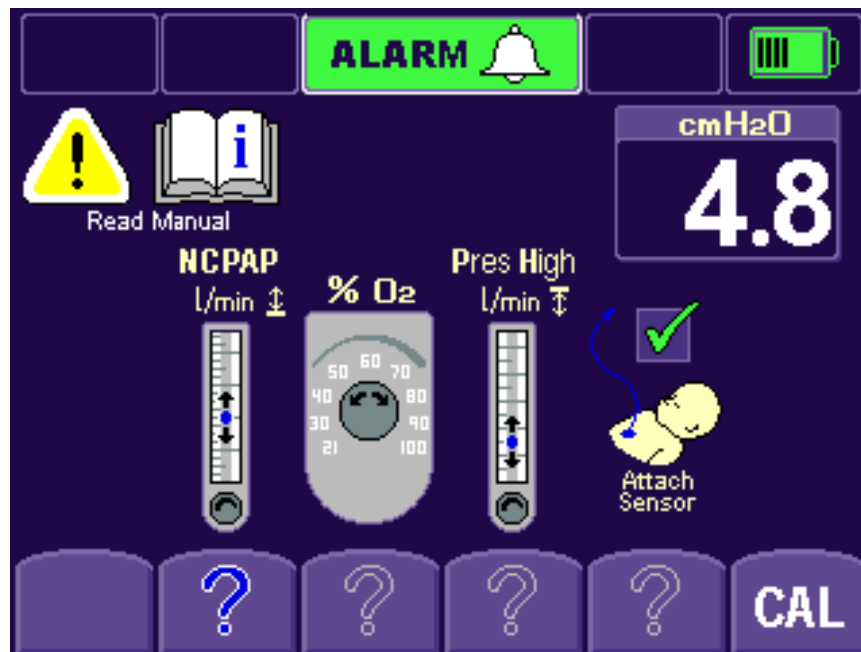 ALARM
cmH2O
4.8
i
Read Manual
NCPAP
l/min
% O2
Pres High
l/min
60
50 70
40 80
30 90
21 100
Attach
Sensor
? ? ? ? CAL